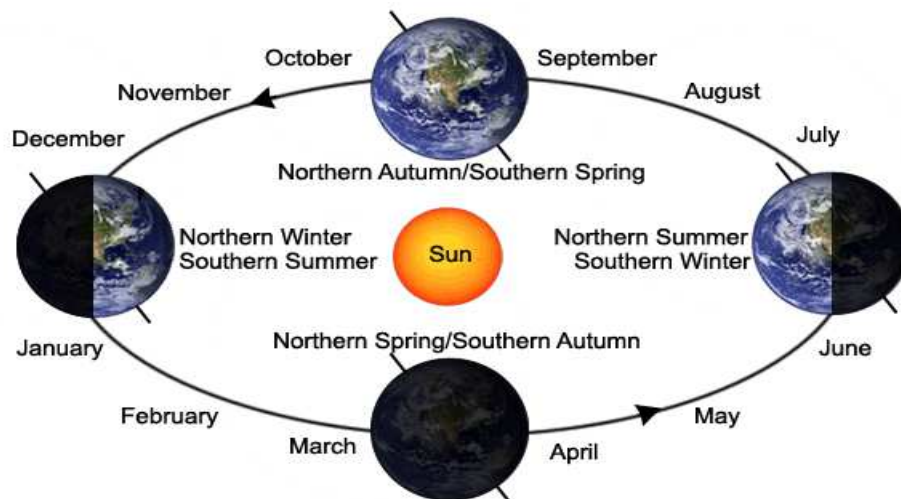 October
September
November
August
December
July
Northern Autumn/Southern Spring
Northern Winter
Southern Summer
Sun
Northern Summer
Southern Winter
Northern Spring/Southern Autumn
January
June
February
May
March
April